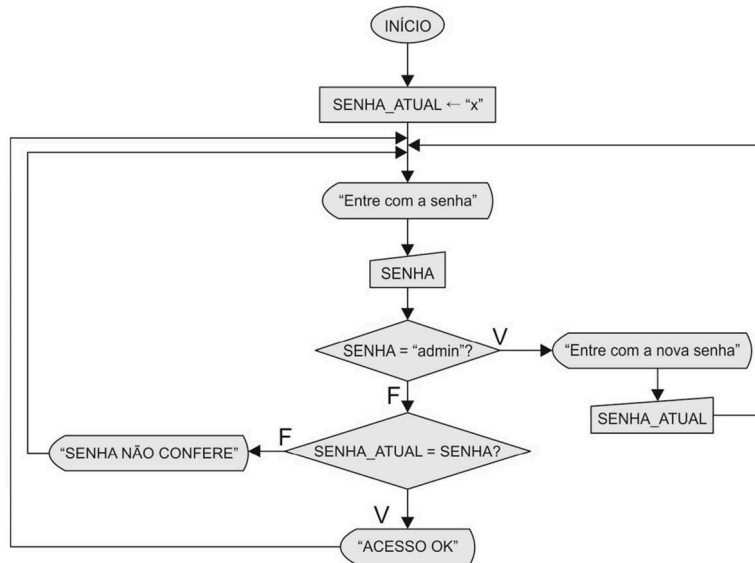 INÍCIO
SENHA_ATUAL ← “x”
“Entre com a senha”
SENHA
SENHA = “admin”?
V
“Entre com a nova senha”
F
SENHA_ATUAL
“SENHA NÃO CONFERE”
F
SENHA_ATUAL = SENHA?
V
“ACESSO OK”